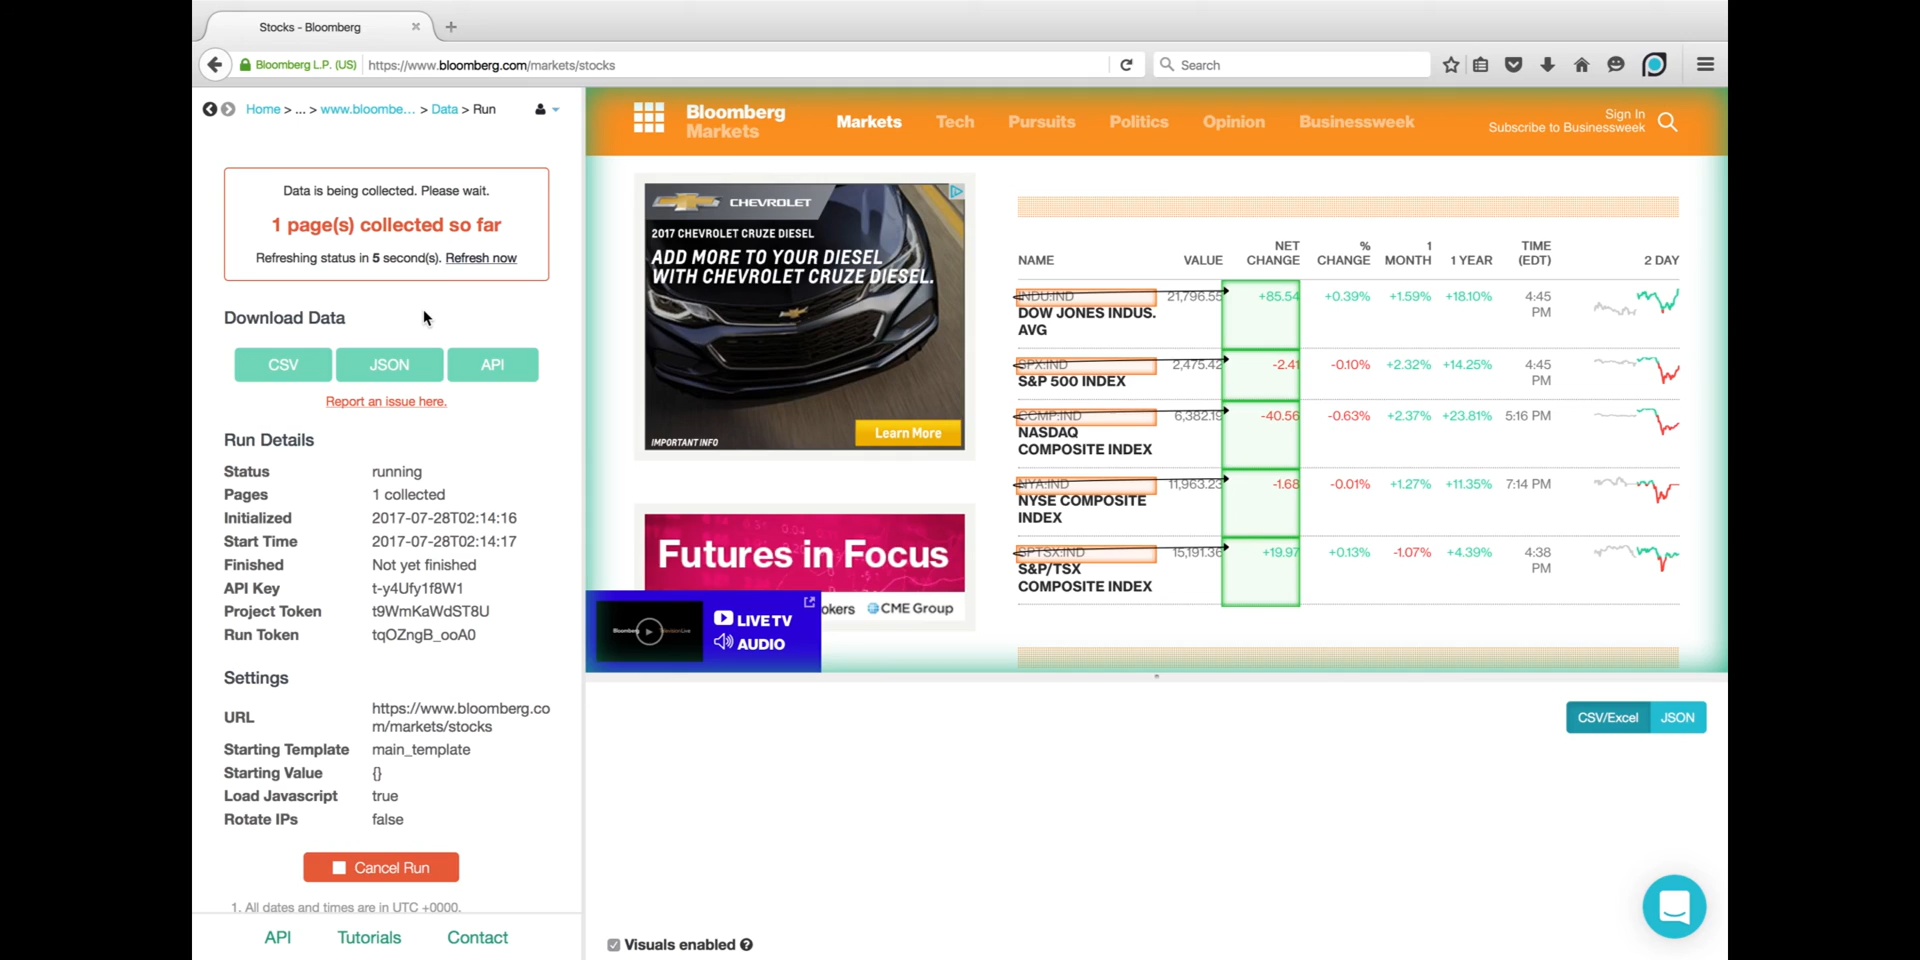 Stocks - Bloomberg
Bloomberg L.P. (US)
https://www.bloomberg.com/markets/stocks
Search
Home > ... > www.bloombe... > Data > Run
Data is being collected. Please wait.
1 page(s) collected so far
Refreshing status in 5 second(s). Refresh now
Download Data
CSV JSON API
Report an issue here.
Run Details
Status running
Pages 1 collected
Initialized 2017-07-28T02:14:16
Start Time 2017-07-28T02:14:17
Finished Not yet finished
API Key t-y4Ufy1f8W1
Project Token t9WmKaWdST8U
Run Token tqOZngB_ooA0
Settings
URL https://www.bloomberg.co
m/markets/stocks
Starting Template main_template
Starting Value {}
Load Javascript true
Rotate IPs false
Cancel Run
1. All dates and times are in UTC +0000.
API Tutorials Contact
Bloomberg
Markets
Markets Tech Pursuits Politics Opinion Businessweek
Sign In
Subscribe to Businessweek
CHEVROLET
2017 CHEVROLET CRUZE DIESEL
ADD MORE TO YOUR DIESEL
WITH CHEVROLET CRUZE DIESEL.
IMPORTANT INFO
Learn More
Futures in Focus
okers CME Group
Bloomberg
LIVE TV
AUDIO
NAME VALUE NET CHANGE % CHANGE 1 MONTH 1 YEAR TIME (EDT) 2 DAY
INDU:IND 21,796.55 +85.54 +0.39% +1.59% +18.10% 4:45 PM
DOW JONES INDUS.
AVG
SPX:IND 2,475.42 -2.41 -0.10% +2.32% +14.25% 4:45 PM
S&P 500 INDEX
CCMP:IND 6,382.19 -40.56 -0.63% +2.37% +23.81% 5:16 PM
NASDAQ
COMPOSITE INDEX
NYA:IND 11,963.23 -1.68 -0.01% +1.27% +11.35% 7:14 PM
NYSE COMPOSITE
INDEX
SPTSX:IND 15,191.36 +19.97 +0.13% -1.07% +4.39% 4:38 PM
S&P/TSX
COMPOSITE INDEX
CSV/Excel JSON
Visuals enabled